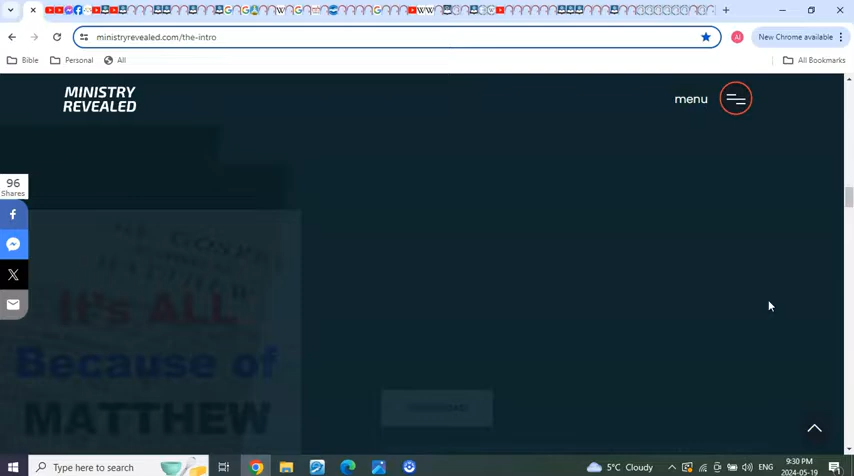 ministryrevealed.com/the-intro
New Chrome available
Bible
Personal
All
All Bookmarks
MINISTRY
REVEALED
menu
96
Shares
It's ALL
Because of
MATTHEW
Type here to search
5°C Cloudy
ENG
9:30 PM
2024-05-19